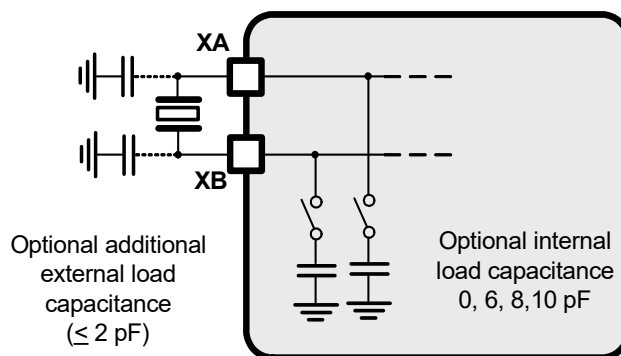 XA
XB
Optional additional
external load
capacitance
(≤ 2 pF)
Optional internal
load capacitance
0, 6, 8,10 pF